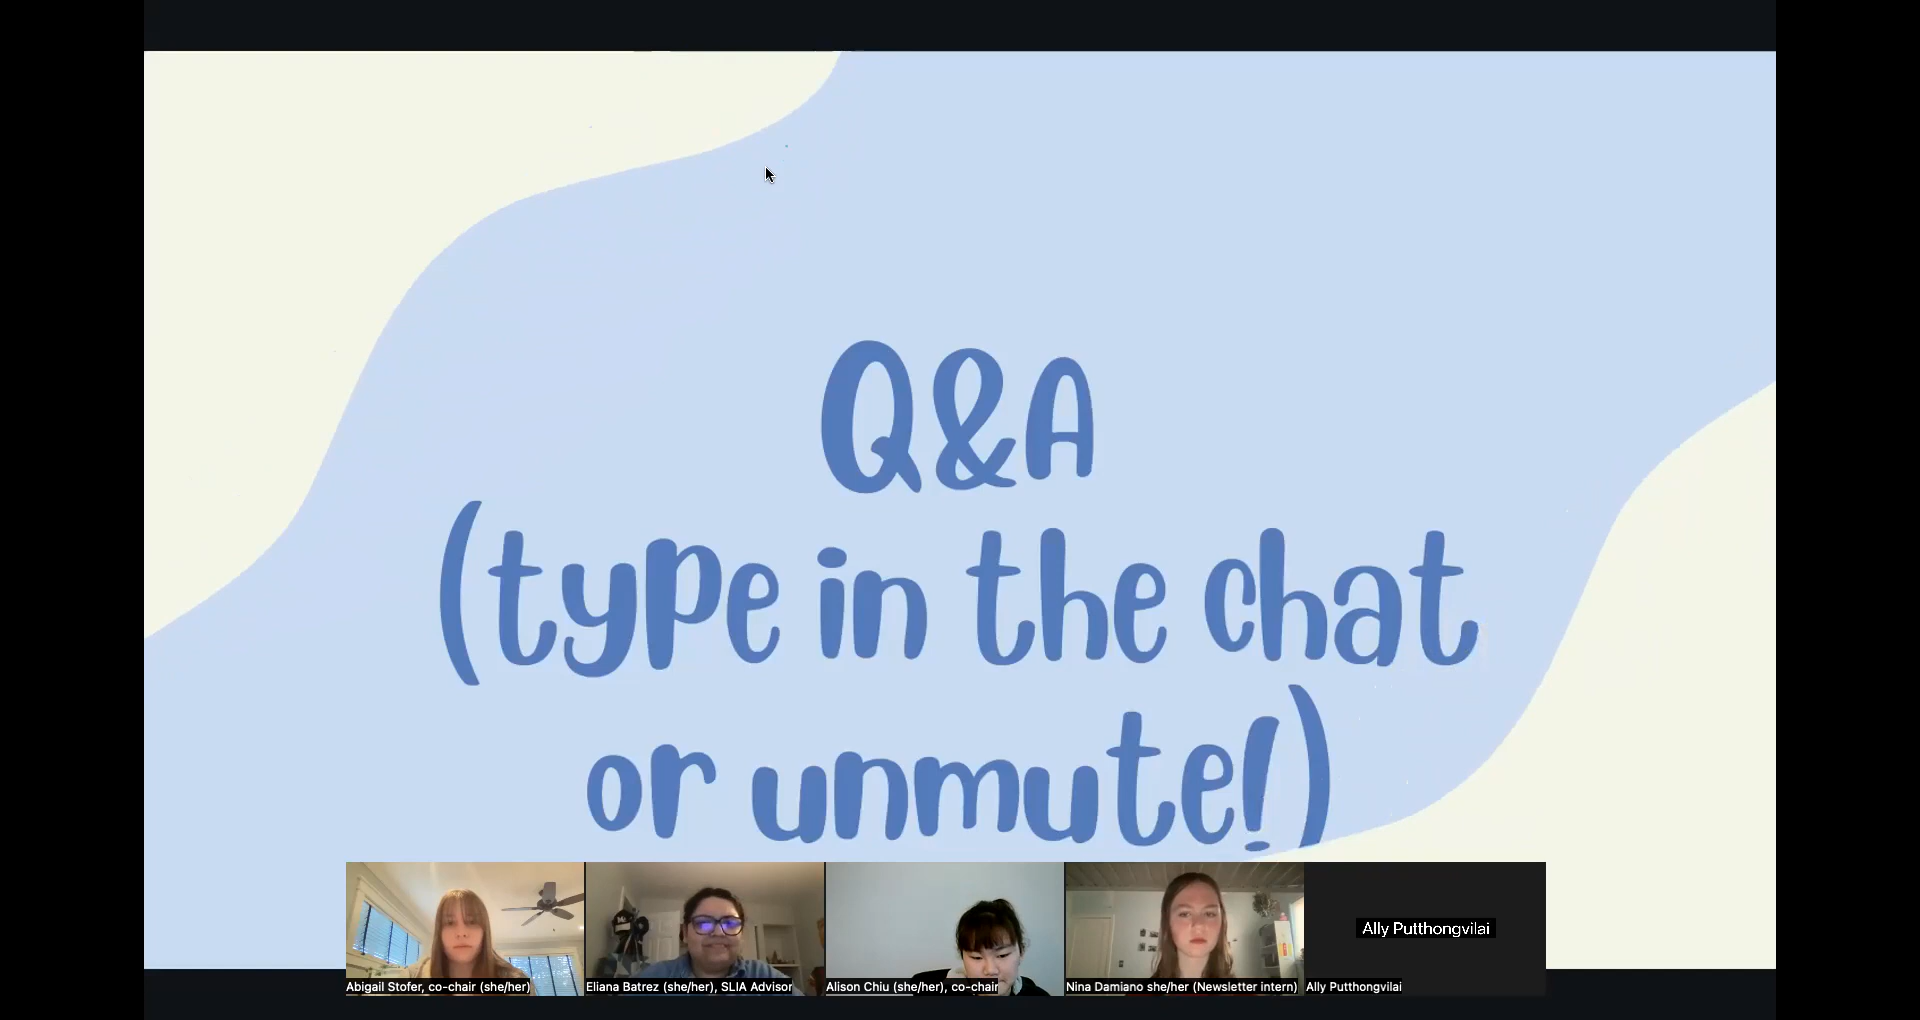 Q&A
(type in the chat
or unmute!)
Ally Putthongvilai
Abigail Stofer, co-chair (she/her)
Eliana Batrez (she/her), SLIA Advisor
Alison Chiu (she/her), co-chair
Nina Damiano she/her (Newsletter intern)
Ally Putthongvilai